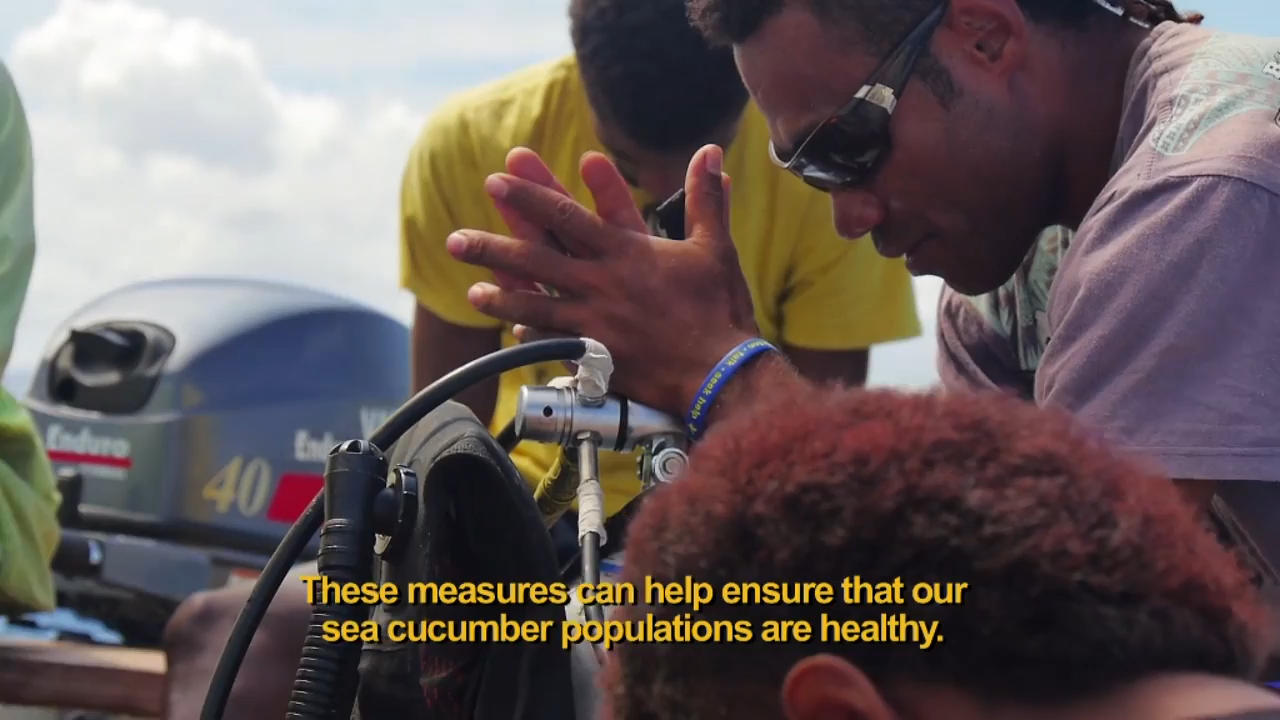 Enduro
40
These measures can help ensure that our
sea cucumber populations are healthy.